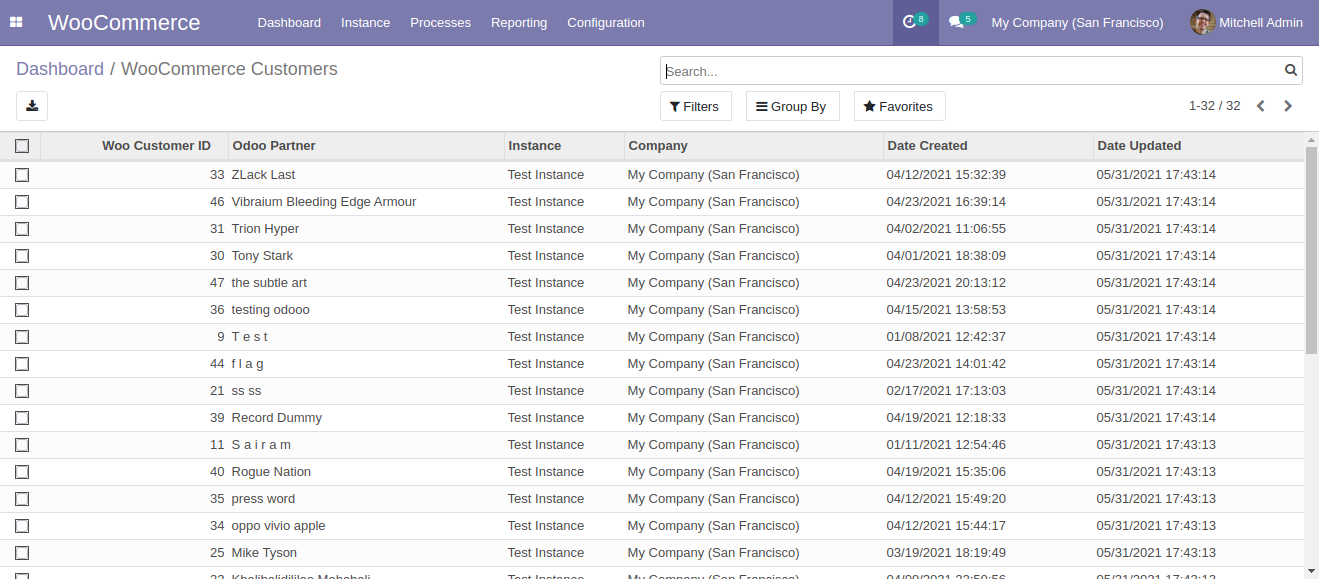 WooCommerce Dashboard Instance Processes Reporting Configuration 8 5 My Company (San Francisco) Mitchell Admin
Dashboard / WooCommerce Customers
Search...
Filters Group By Favorites 1-32 / 32
Woo Customer ID Odoo Partner Instance Company Date Created Date Updated
33 ZLack Last Test Instance My Company (San Francisco) 04/12/2021 15:32:39 05/31/2021 17:43:14
46 Vibraium Bleeding Edge Armour Test Instance My Company (San Francisco) 04/23/2021 16:39:14 05/31/2021 17:43:14
31 Trion Hyper Test Instance My Company (San Francisco) 04/02/2021 11:06:55 05/31/2021 17:43:14
30 Tony Stark Test Instance My Company (San Francisco) 04/01/2021 18:38:09 05/31/2021 17:43:14
47 the subtle art Test Instance My Company (San Francisco) 04/23/2021 20:13:12 05/31/2021 17:43:14
36 testing odooo Test Instance My Company (San Francisco) 04/15/2021 13:58:53 05/31/2021 17:43:14
9 T e s t Test Instance My Company (San Francisco) 01/08/2021 12:42:37 05/31/2021 17:43:14
44 f l a g Test Instance My Company (San Francisco) 04/23/2021 14:01:42 05/31/2021 17:43:14
21 ss ss Test Instance My Company (San Francisco) 02/17/2021 17:13:03 05/31/2021 17:43:14
39 Record Dummy Test Instance My Company (San Francisco) 04/19/2021 12:18:33 05/31/2021 17:43:14
11 S a i r a m Test Instance My Company (San Francisco) 01/11/2021 12:54:46 05/31/2021 17:43:13
40 Rogue Nation Test Instance My Company (San Francisco) 04/19/2021 15:35:06 05/31/2021 17:43:13
35 press word Test Instance My Company (San Francisco) 04/12/2021 15:49:20 05/31/2021 17:43:13
34 oppo vivio apple Test Instance My Company (San Francisco) 04/12/2021 15:44:17 05/31/2021 17:43:13
25 Mike Tyson Test Instance My Company (San Francisco) 03/19/2021 18:19:49 05/31/2021 17:43:13
Test Instance My Company (San Francisco)